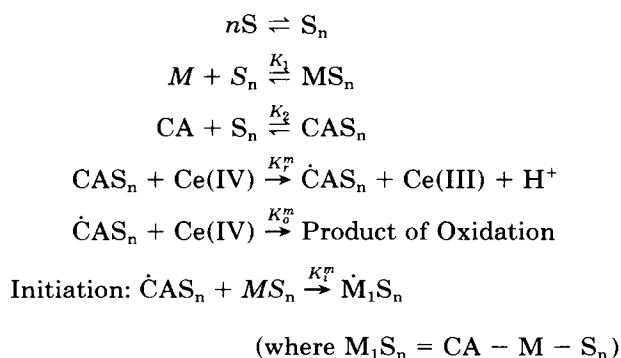 nS ⇌ Sₙ
M + Sₙ ⇌ MSₙ (K₁)
CA + Sₙ ⇌ CASₙ (K₂)
CASₙ + Ce(IV) →(Kᵣᵐ) ĊASₙ + Ce(III) + H⁺
ĊASₙ + Ce(IV) →(Kₒᵐ) Product of Oxidation
Initiation: ĊASₙ + MSₙ →(Kᵢᵐ) Ṁ₁Sₙ
(where M₁Sₙ = CA − M − Sₙ)